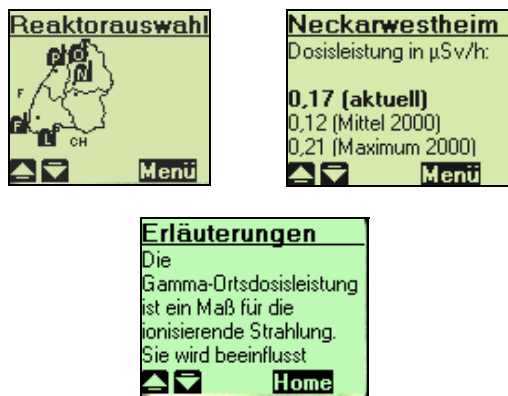 Reaktorauswahl
P O
N
F
F
L
CH
Menü
Neckarwestheim
Dosisleistung in µSv/h:
0,17 (aktuell)
0,12 (Mittel 2000)
0,21 (Maximum 2000)
Menü
Erläuterungen
Die
Gamma-Ortsdosisleistung
ist ein Maß für die
ionisierende Strahlung.
Sie wird beeinflusst
Home